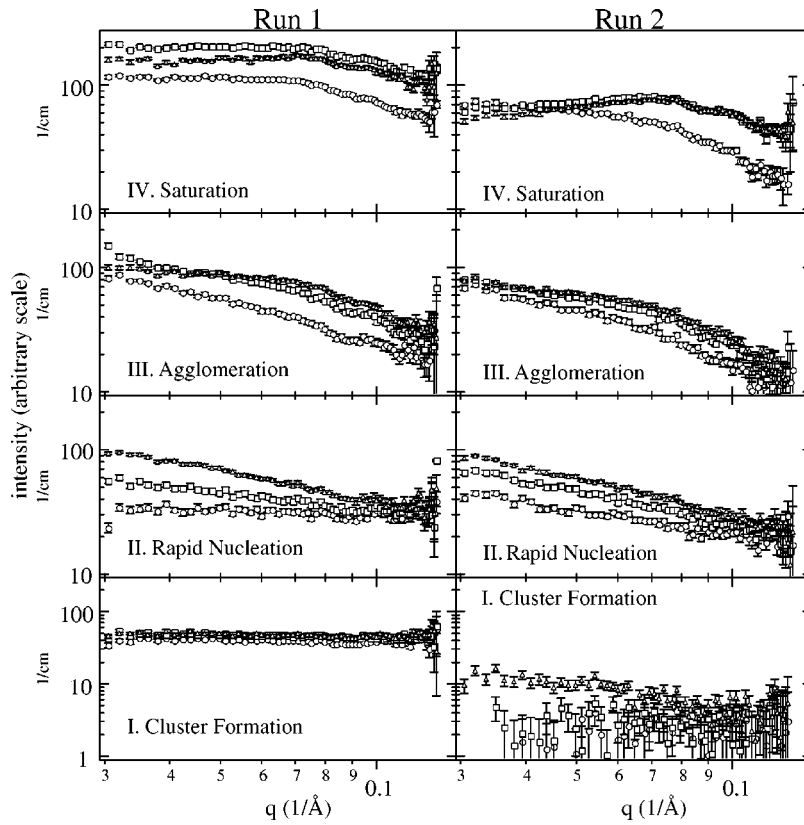 Run 1 Run 2
100
1/cm
IV. Saturation IV. Saturation
10
100
1/cm
III. Agglomeration III. Agglomeration
10
intensity (arbitrary scale)
100
1/cm
II. Rapid Nucleation II. Rapid Nucleation
10
I. Cluster Formation
100
1/cm
10
I. Cluster Formation
1
3 4 5 6 7 8 9 0.1 3 4 5 6 7 8 9 0.1
q (1/Å) q (1/Å)